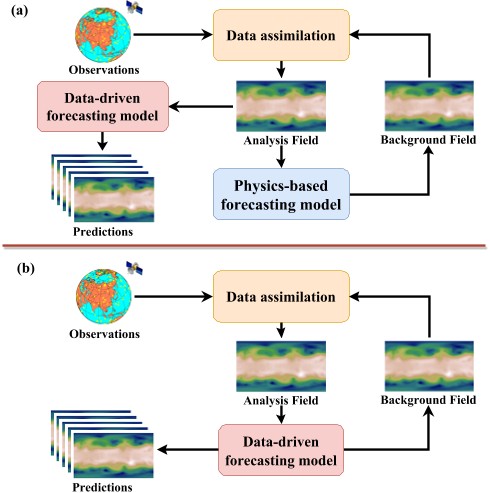 (a)
Data assimilation
Observations
Data-driven
forecasting model
Analysis Field
Background Field
Physics-based
forecasting model
Predictions
(b)
Data assimilation
Observations
Analysis Field
Background Field
Data-driven
forecasting model
Predictions